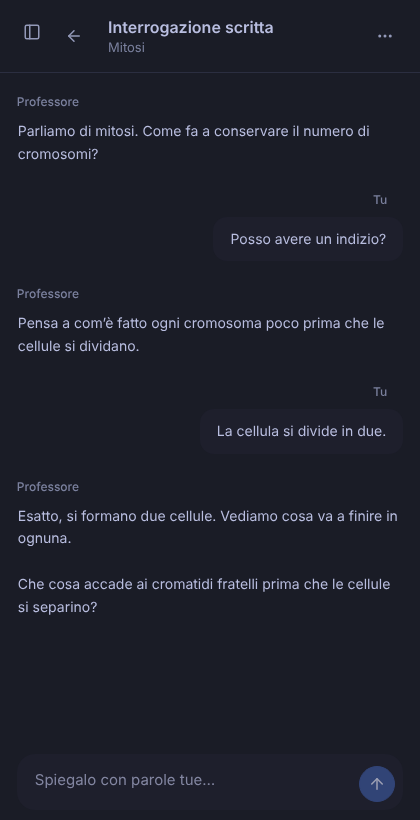 Interrogazione scritta
Mitosi
Professore
Parliamo di mitosi. Come fa a conservare il numero di
cromosomi?
Tu
Posso avere un indizio?
Professore
Pensa a com’è fatto ogni cromosoma poco prima che le
cellule si dividano.
Tu
La cellula si divide in due.
Professore
Esatto, si formano due cellule. Vediamo cosa va a finire in
ognuna.
Che cosa accade ai cromatidi fratelli prima che le cellule
si separino?
Spiegalo con parole tue...